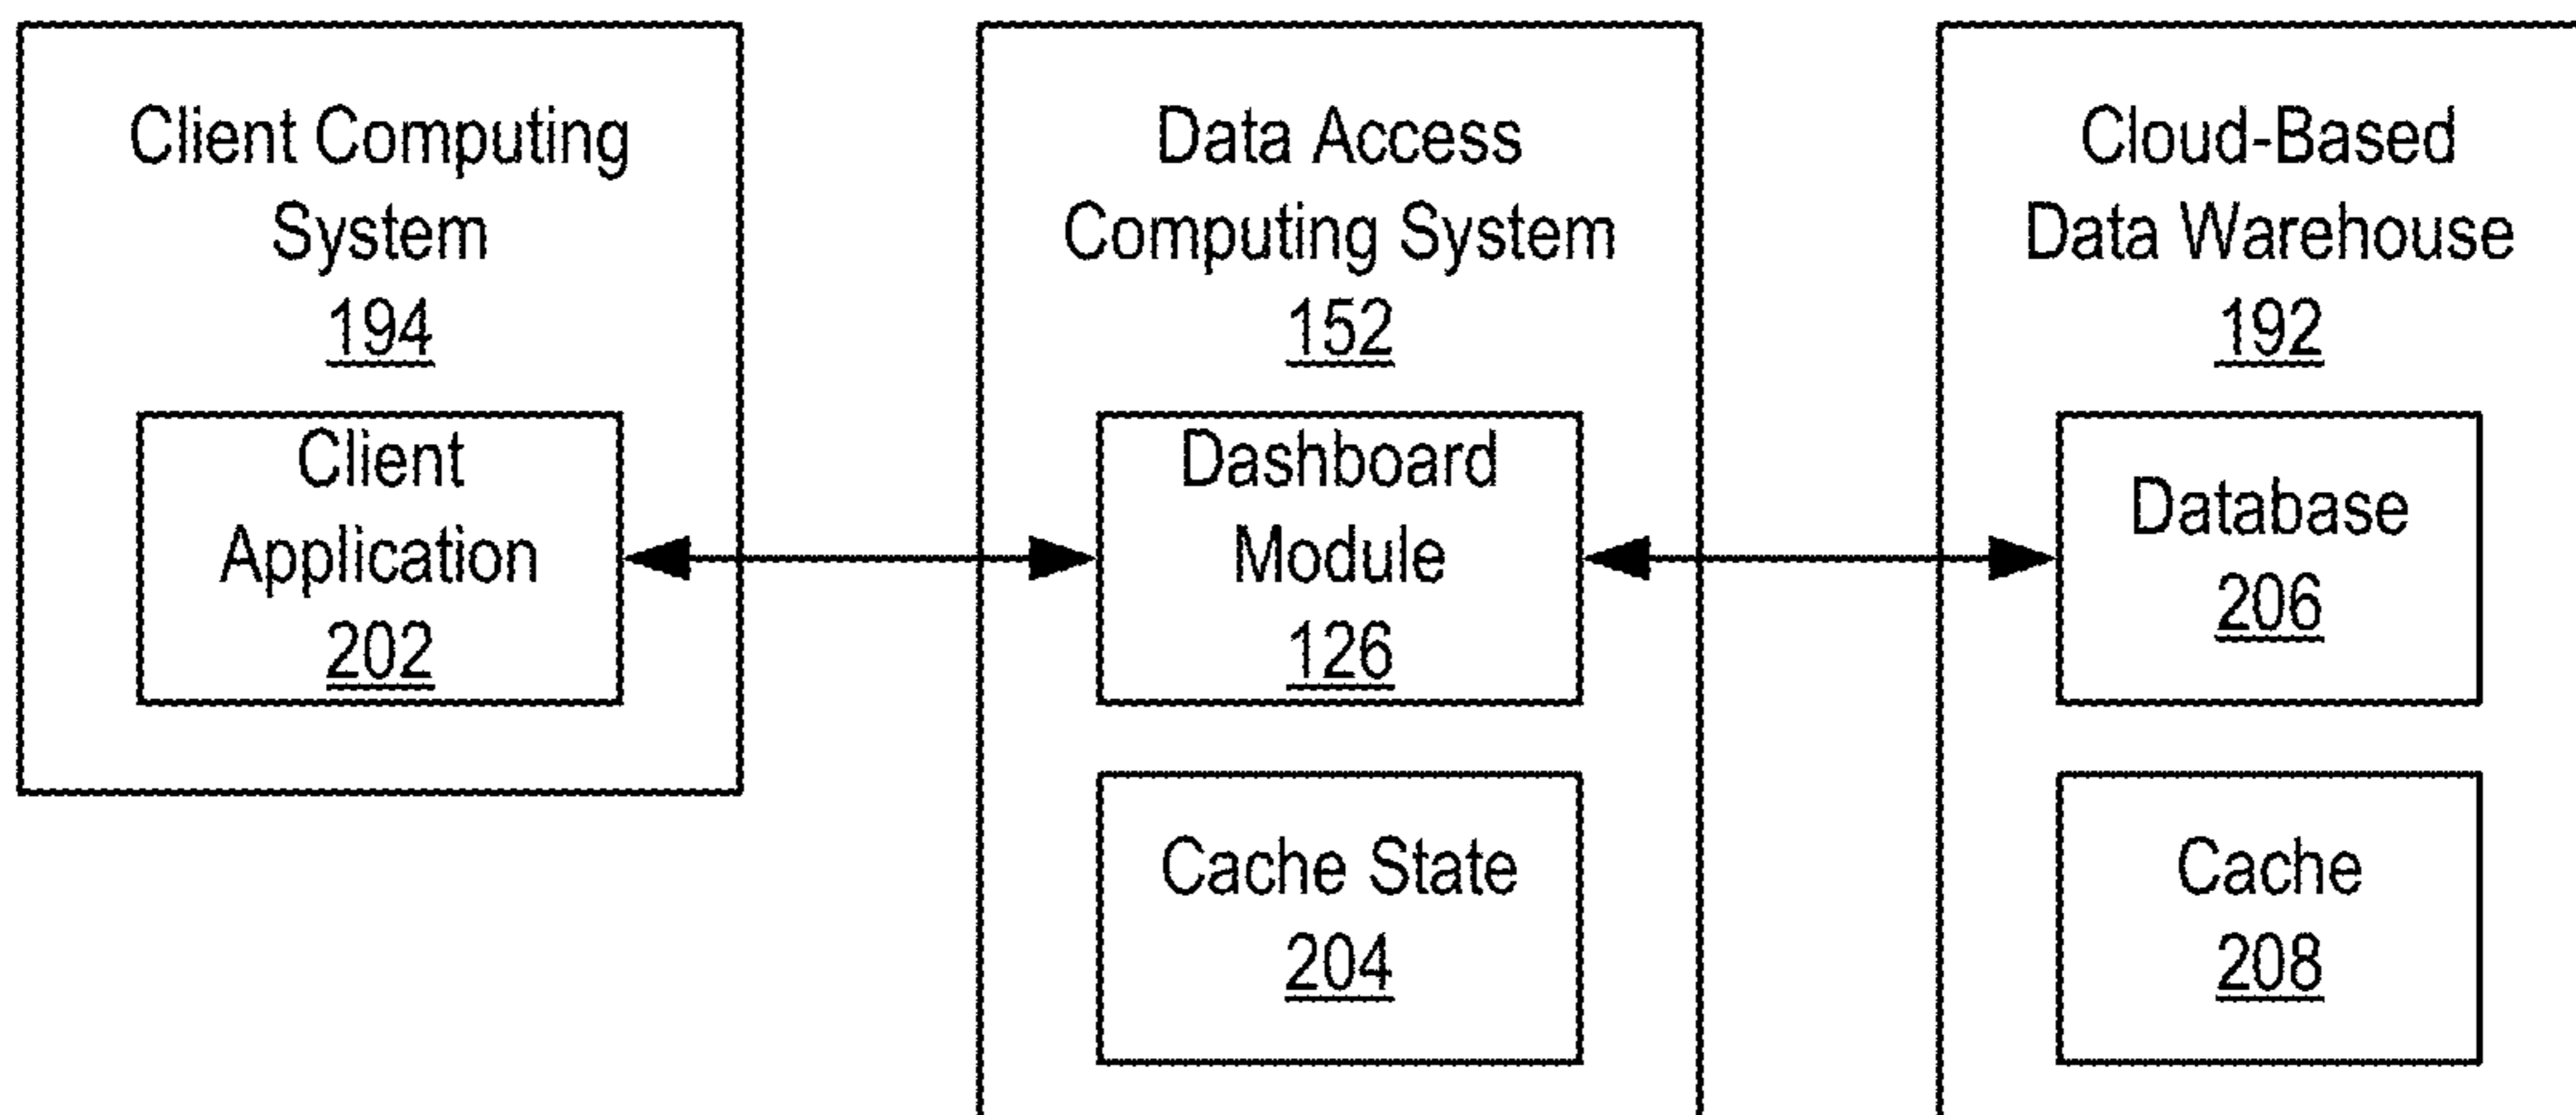 Client Computing
System
194
Client
Application
202
Data Access
Computing System
152
Dashboard
Module
126
Cache State
204
Cloud-Based
Data Warehouse
192
Database
206
Cache
208